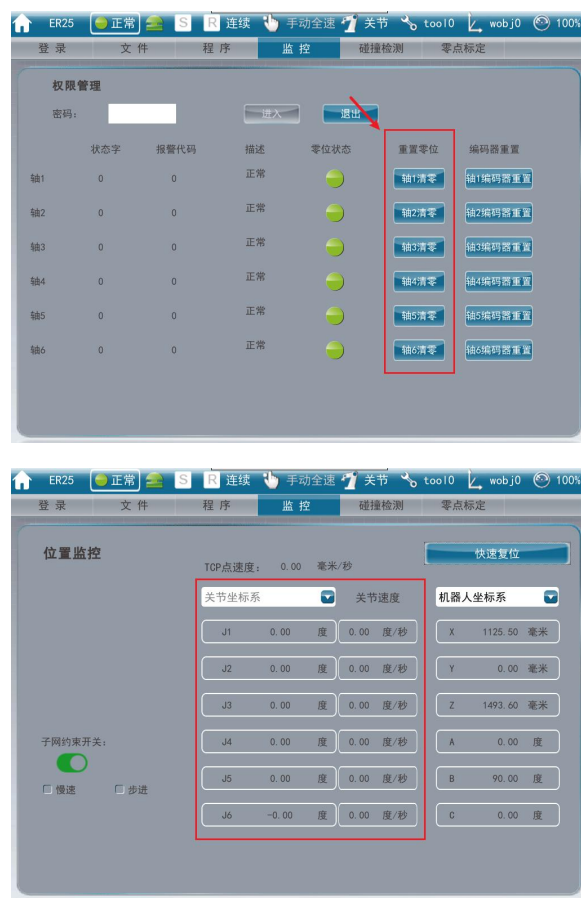 ER25 正常 S R 连续 手动全速 关节 tool0 wobj0 100%
登 录 文 件 程 序 监 控 碰撞检测 零点标定
权限管理
密码: 进入 退出
状态字 报警代码 描述 零位状态 重置零位 编码器重置
轴1 0 0 正常 轴1清零 轴1编码器重置
轴2 0 0 正常 轴2清零 轴2编码器重置
轴3 0 0 正常 轴3清零 轴3编码器重置
轴4 0 0 正常 轴4清零 轴4编码器重置
轴5 0 0 正常 轴5清零 轴5编码器重置
轴6 0 0 正常 轴6清零 轴6编码器重置
ER25 正常 S R 连续 手动全速 关节 tool0 wobj0 100%
登 录 文 件 程 序 监 控 碰撞检测 零点标定
位置监控 快速复位
TCP点速度: 0.00 毫米/秒
关节坐标系 关节速度 机器人坐标系
J1 0.00 度 0.00 度/秒 X 1125.50 毫米
J2 0.00 度 0.00 度/秒 Y 0.00 毫米
J3 0.00 度 0.00 度/秒 Z 1493.60 毫米
子网约束开关:
J4 0.00 度 0.00 度/秒 A 0.00 度
J5 0.00 度 0.00 度/秒 B 90.00 度
慢速 步进
J6 -0.00 度 0.00 度/秒 C 0.00 度